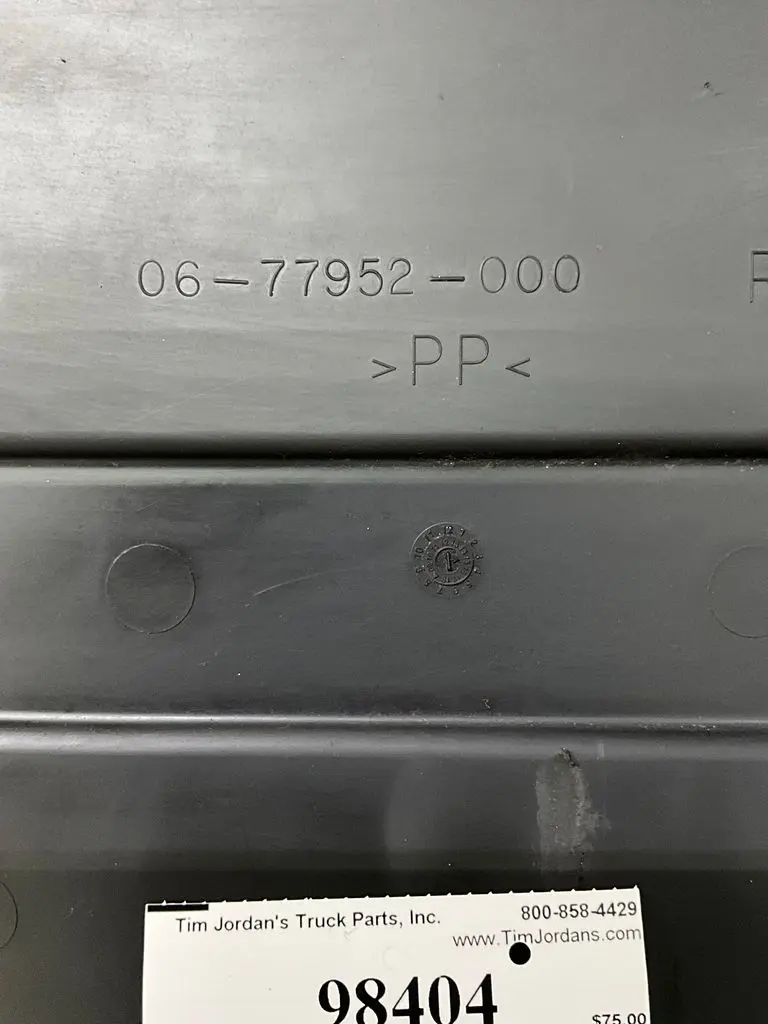 06-77952-000
>PP<
Tim Jordan's Truck Parts, Inc. 800-858-4429
www.TimJordans.com
98404
$75.00